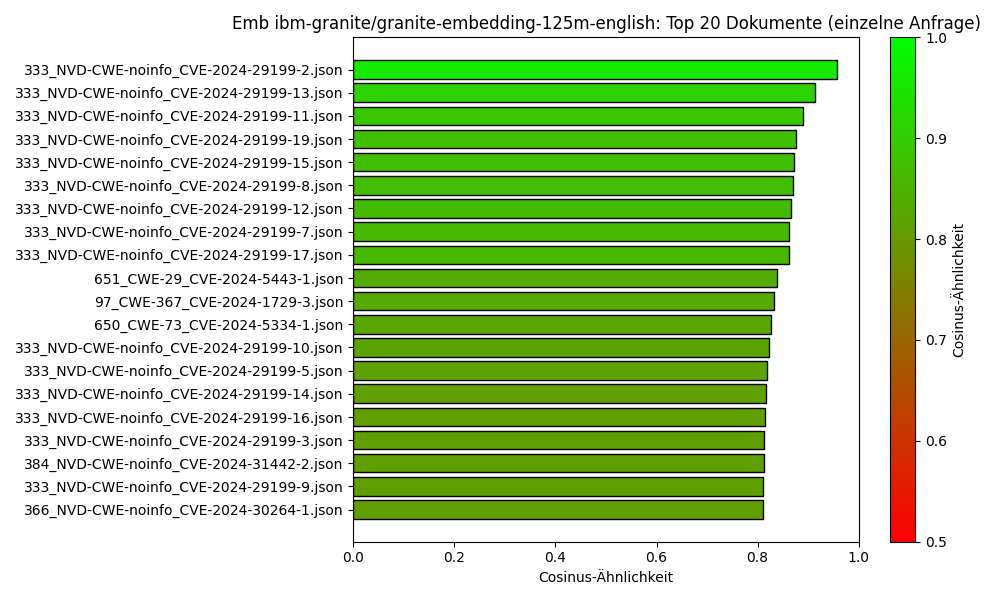 Emb ibm-granite/granite-embedding-125m-english: Top 20 Dokumente (einzelne Anfrage)
333_NVD-CWE-noinfo_CVE-2024-29199-2.json
333_NVD-CWE-noinfo_CVE-2024-29199-13.json
333_NVD-CWE-noinfo_CVE-2024-29199-11.json
333_NVD-CWE-noinfo_CVE-2024-29199-19.json
333_NVD-CWE-noinfo_CVE-2024-29199-15.json
333_NVD-CWE-noinfo_CVE-2024-29199-8.json
333_NVD-CWE-noinfo_CVE-2024-29199-12.json
333_NVD-CWE-noinfo_CVE-2024-29199-7.json
333_NVD-CWE-noinfo_CVE-2024-29199-17.json
651_CWE-29_CVE-2024-5443-1.json
97_CWE-367_CVE-2024-1729-3.json
650_CWE-73_CVE-2024-5334-1.json
333_NVD-CWE-noinfo_CVE-2024-29199-10.json
333_NVD-CWE-noinfo_CVE-2024-29199-5.json
333_NVD-CWE-noinfo_CVE-2024-29199-14.json
333_NVD-CWE-noinfo_CVE-2024-29199-16.json
333_NVD-CWE-noinfo_CVE-2024-29199-3.json
384_NVD-CWE-noinfo_CVE-2024-31442-2.json
333_NVD-CWE-noinfo_CVE-2024-29199-9.json
366_NVD-CWE-noinfo_CVE-2024-30264-1.json
0.0 0.2 0.4 0.6 0.8 1.0
Cosinus-Ähnlichkeit
1.0
0.9
0.8
0.7
0.6
0.5
Cosinus-Ähnlichkeit